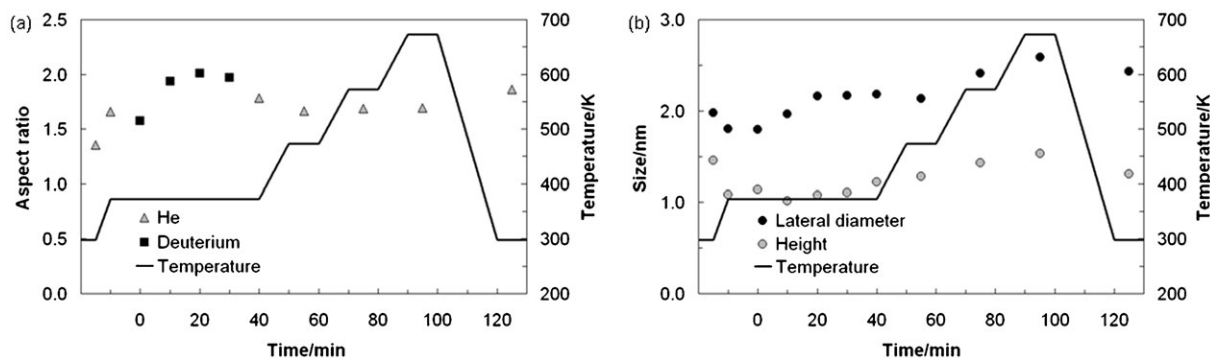 (a)
2.5
2.0
1.5
1.0
0.5
0.0
Aspect ratio
700
600
500
400
300
200
Temperature/K
He
Deuterium
Temperature
0 20 40 60 80 100 120
Time/min
(b)
3.0
2.0
1.0
0.0
Size/nm
700
600
500
400
300
200
Temperature/K
Lateral diameter
Height
Temperature
0 20 40 60 80 100 120
Time/min